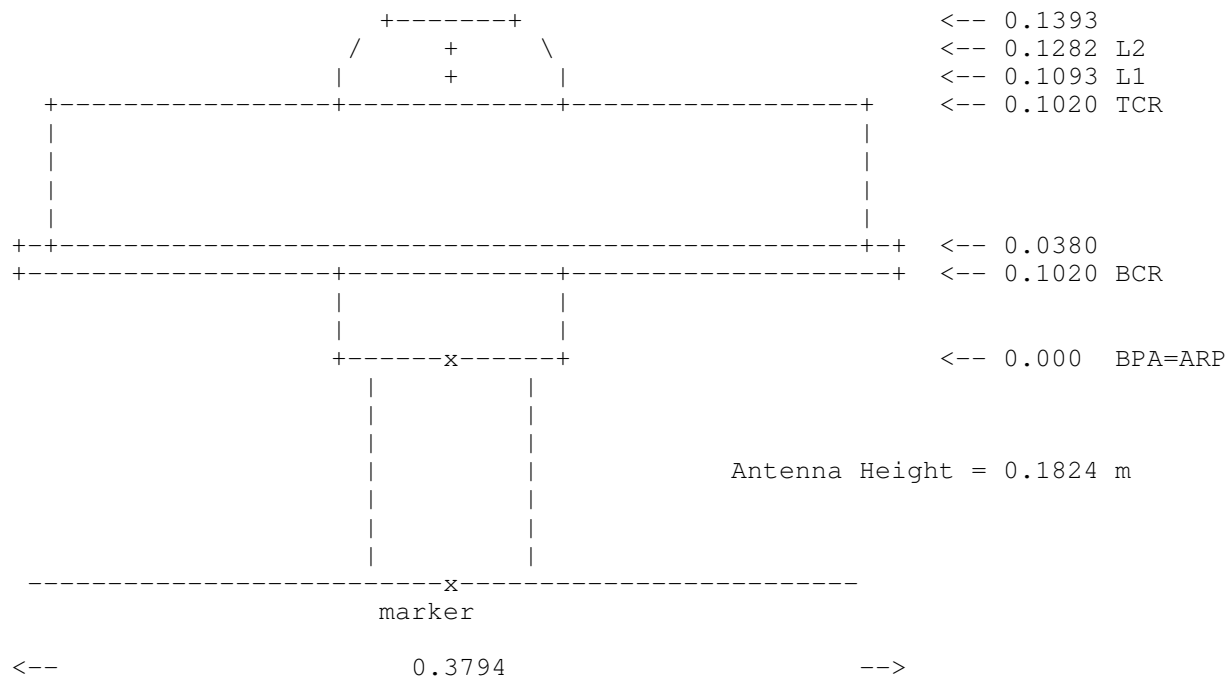 <-- 0.1393
<-- 0.1282 L2
<-- 0.1093 L1
<-- 0.1020 TCR
<-- 0.0380
<-- 0.1020 BCR
x <-- 0.000 BPA=ARP
Antenna Height = 0.1824 m
x
marker
<-- 0.3794 -->